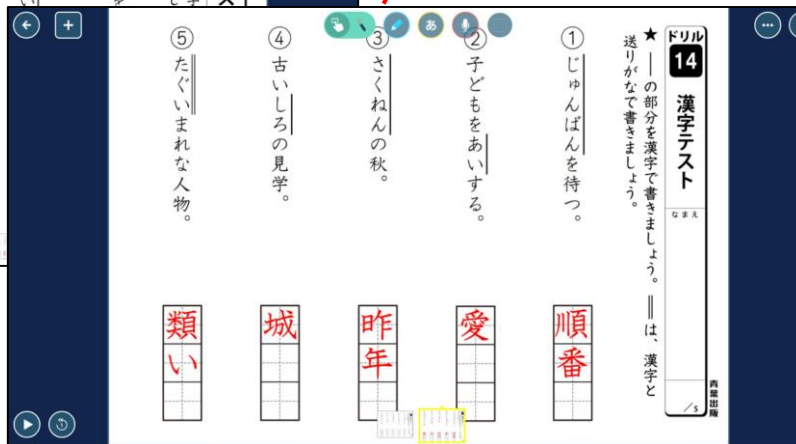 ドリル
14
漢字テスト
なまえ
/5
青葉出版
★ ―の部分を漢字で書きましょう。＝は、漢字と
送りがなで書きましょう。
① じゅんばんを待つ。
順番
② 子どもをあいする。
愛
③ さくねんの秋。
昨年
④ 古いしろの見学。
城
⑤ たぐいまれな人物。
類い
あ